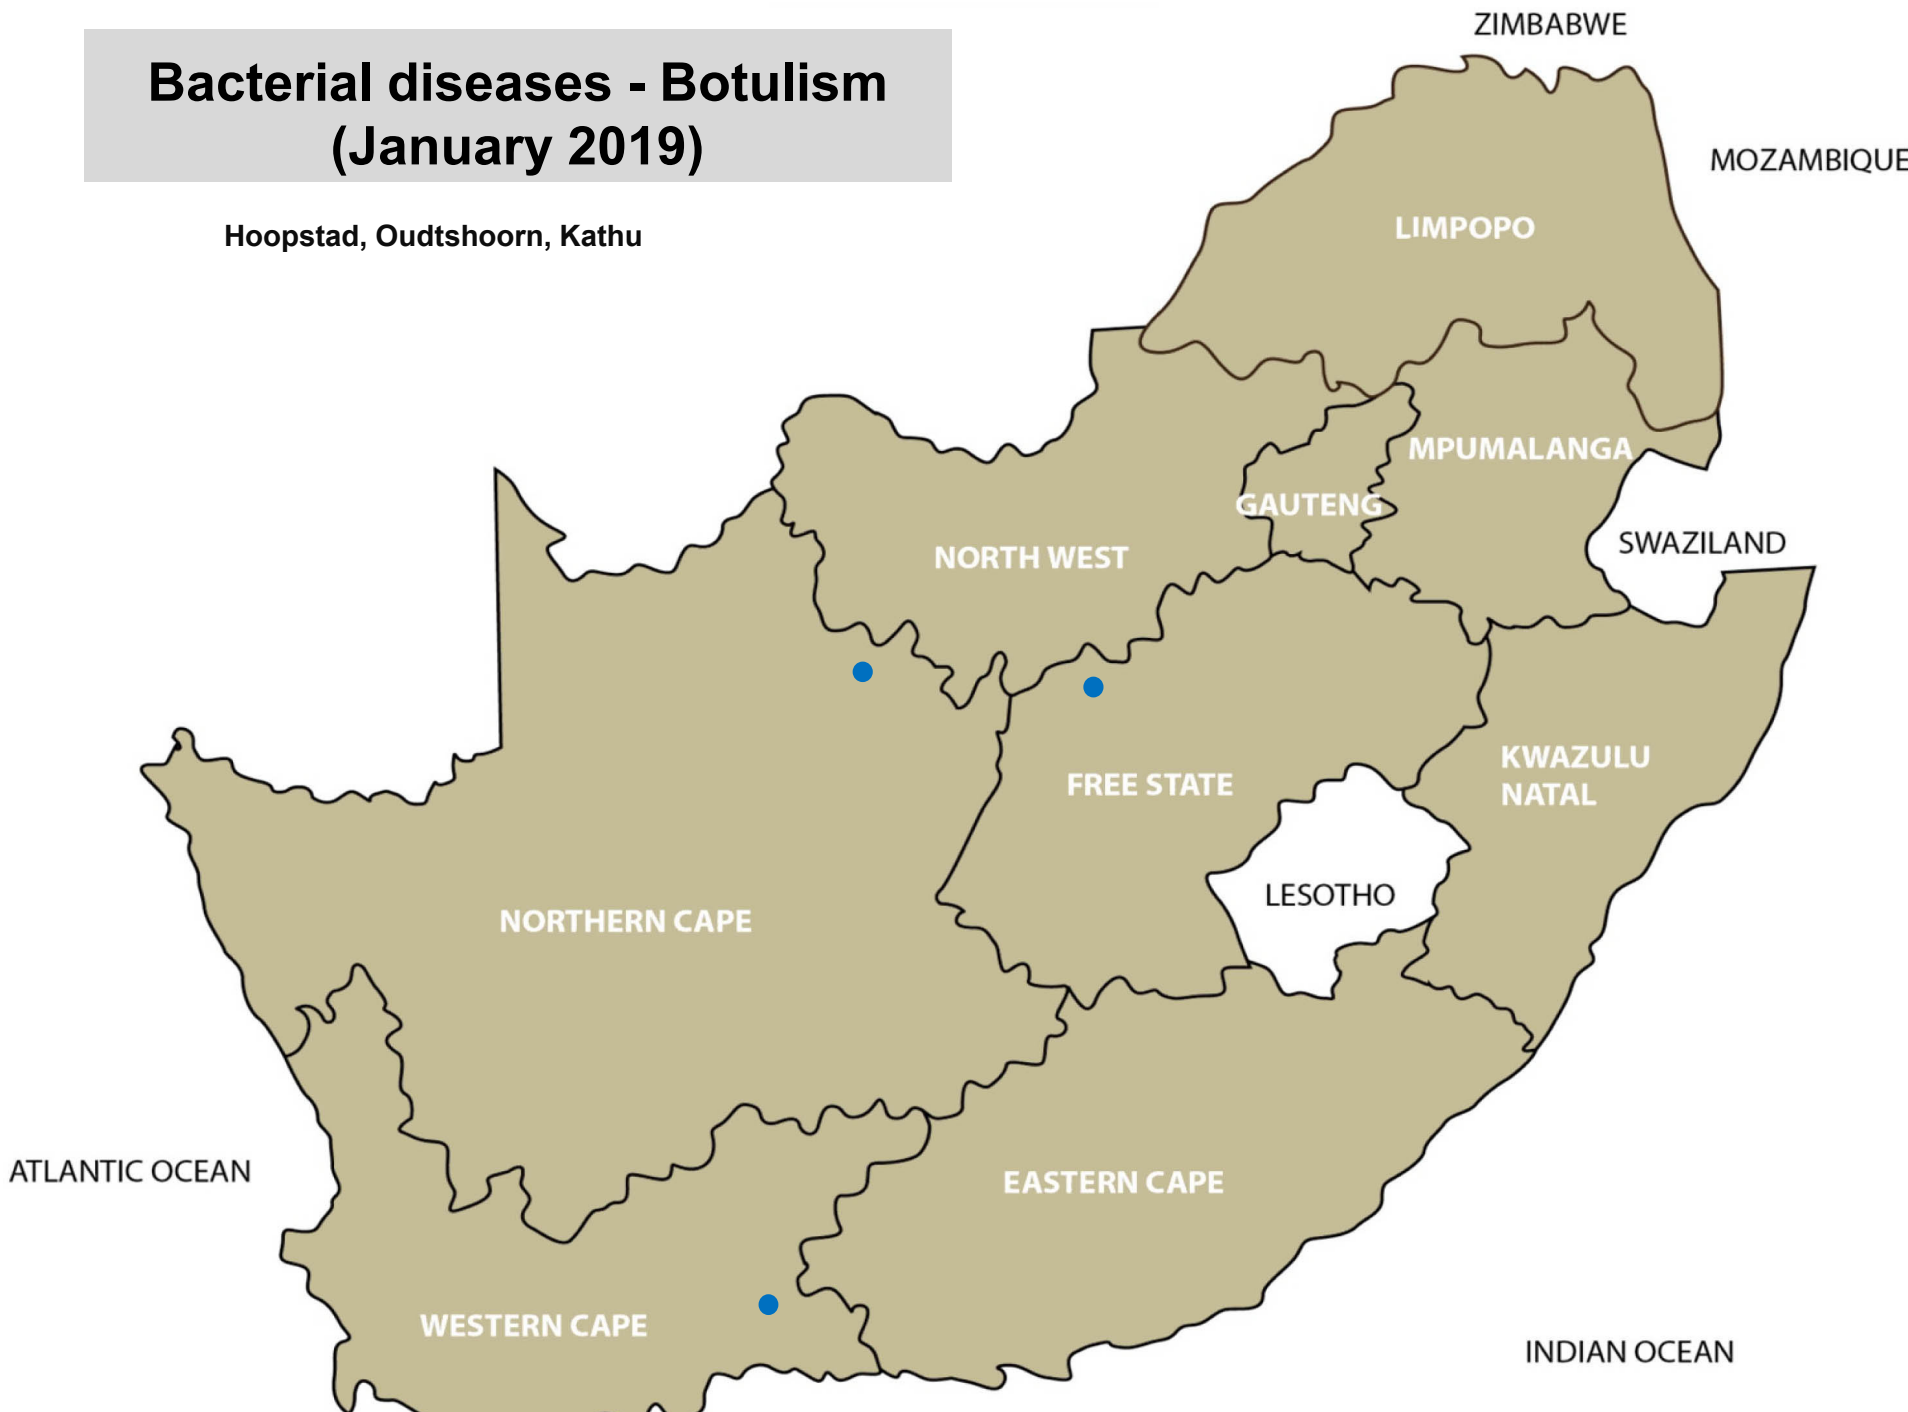 Bacterial diseases - Botulism
(January 2019)
Hoopstad, Oudtshoorn, Kathu
ZIMBABWE
MOZAMBIQUE
LIMPOPO
MPUMALANGA
GAUTENG
SWAZILAND
NORTH WEST
KWAZULU
NATAL
FREE STATE
LESOTHO
NORTHERN CAPE
ATLANTIC OCEAN
EASTERN CAPE
WESTERN CAPE
INDIAN OCEAN